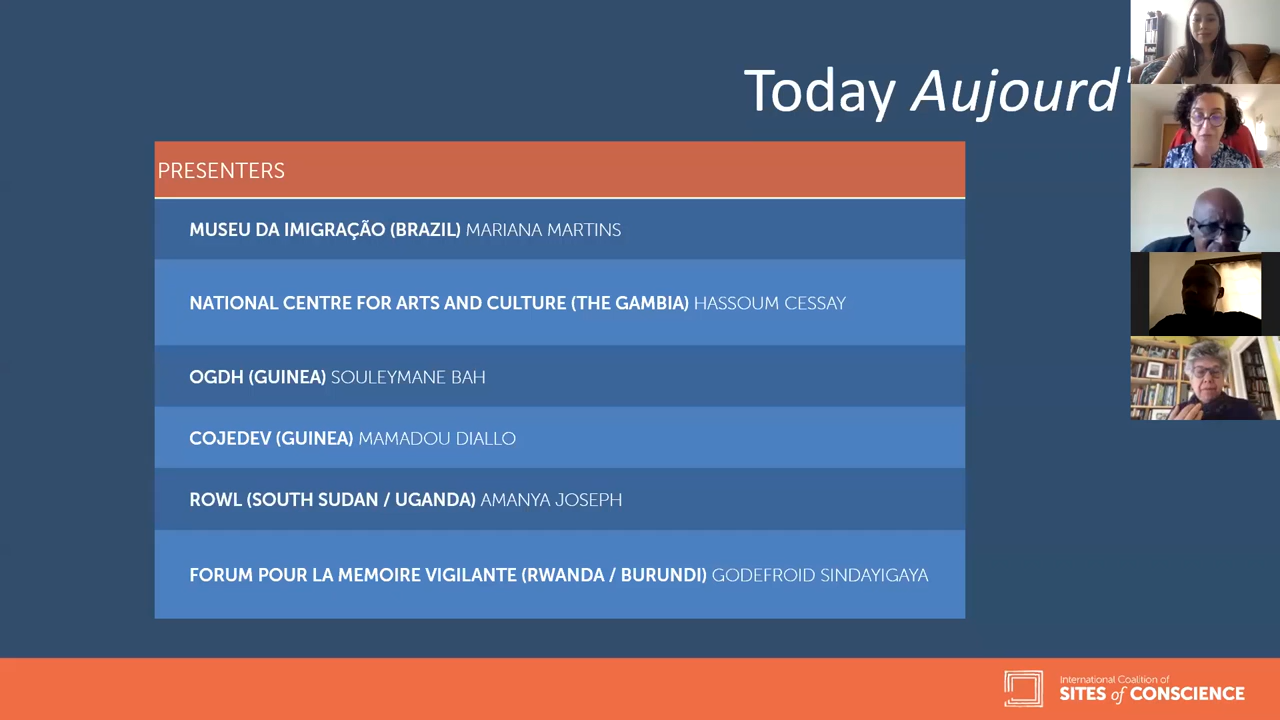 Today Aujourd'
PRESENTERS
MUSEU DA IMIGRAÇÃO (BRAZIL) MARIANA MARTINS
NATIONAL CENTRE FOR ARTS AND CULTURE (THE GAMBIA) HASSOUM CESSAY
OGDH (GUINEA) SOULEYMANE BAH
COJEDEV (GUINEA) MAMADOU DIALLO
ROWL (SOUTH SUDAN / UGANDA) AMANYA JOSEPH
FORUM POUR LA MEMOIRE VIGILANTE (RWANDA / BURUNDI) GODEFROID SINDAYIGAYA
International Coalition of
SITES of CONSCIENCE